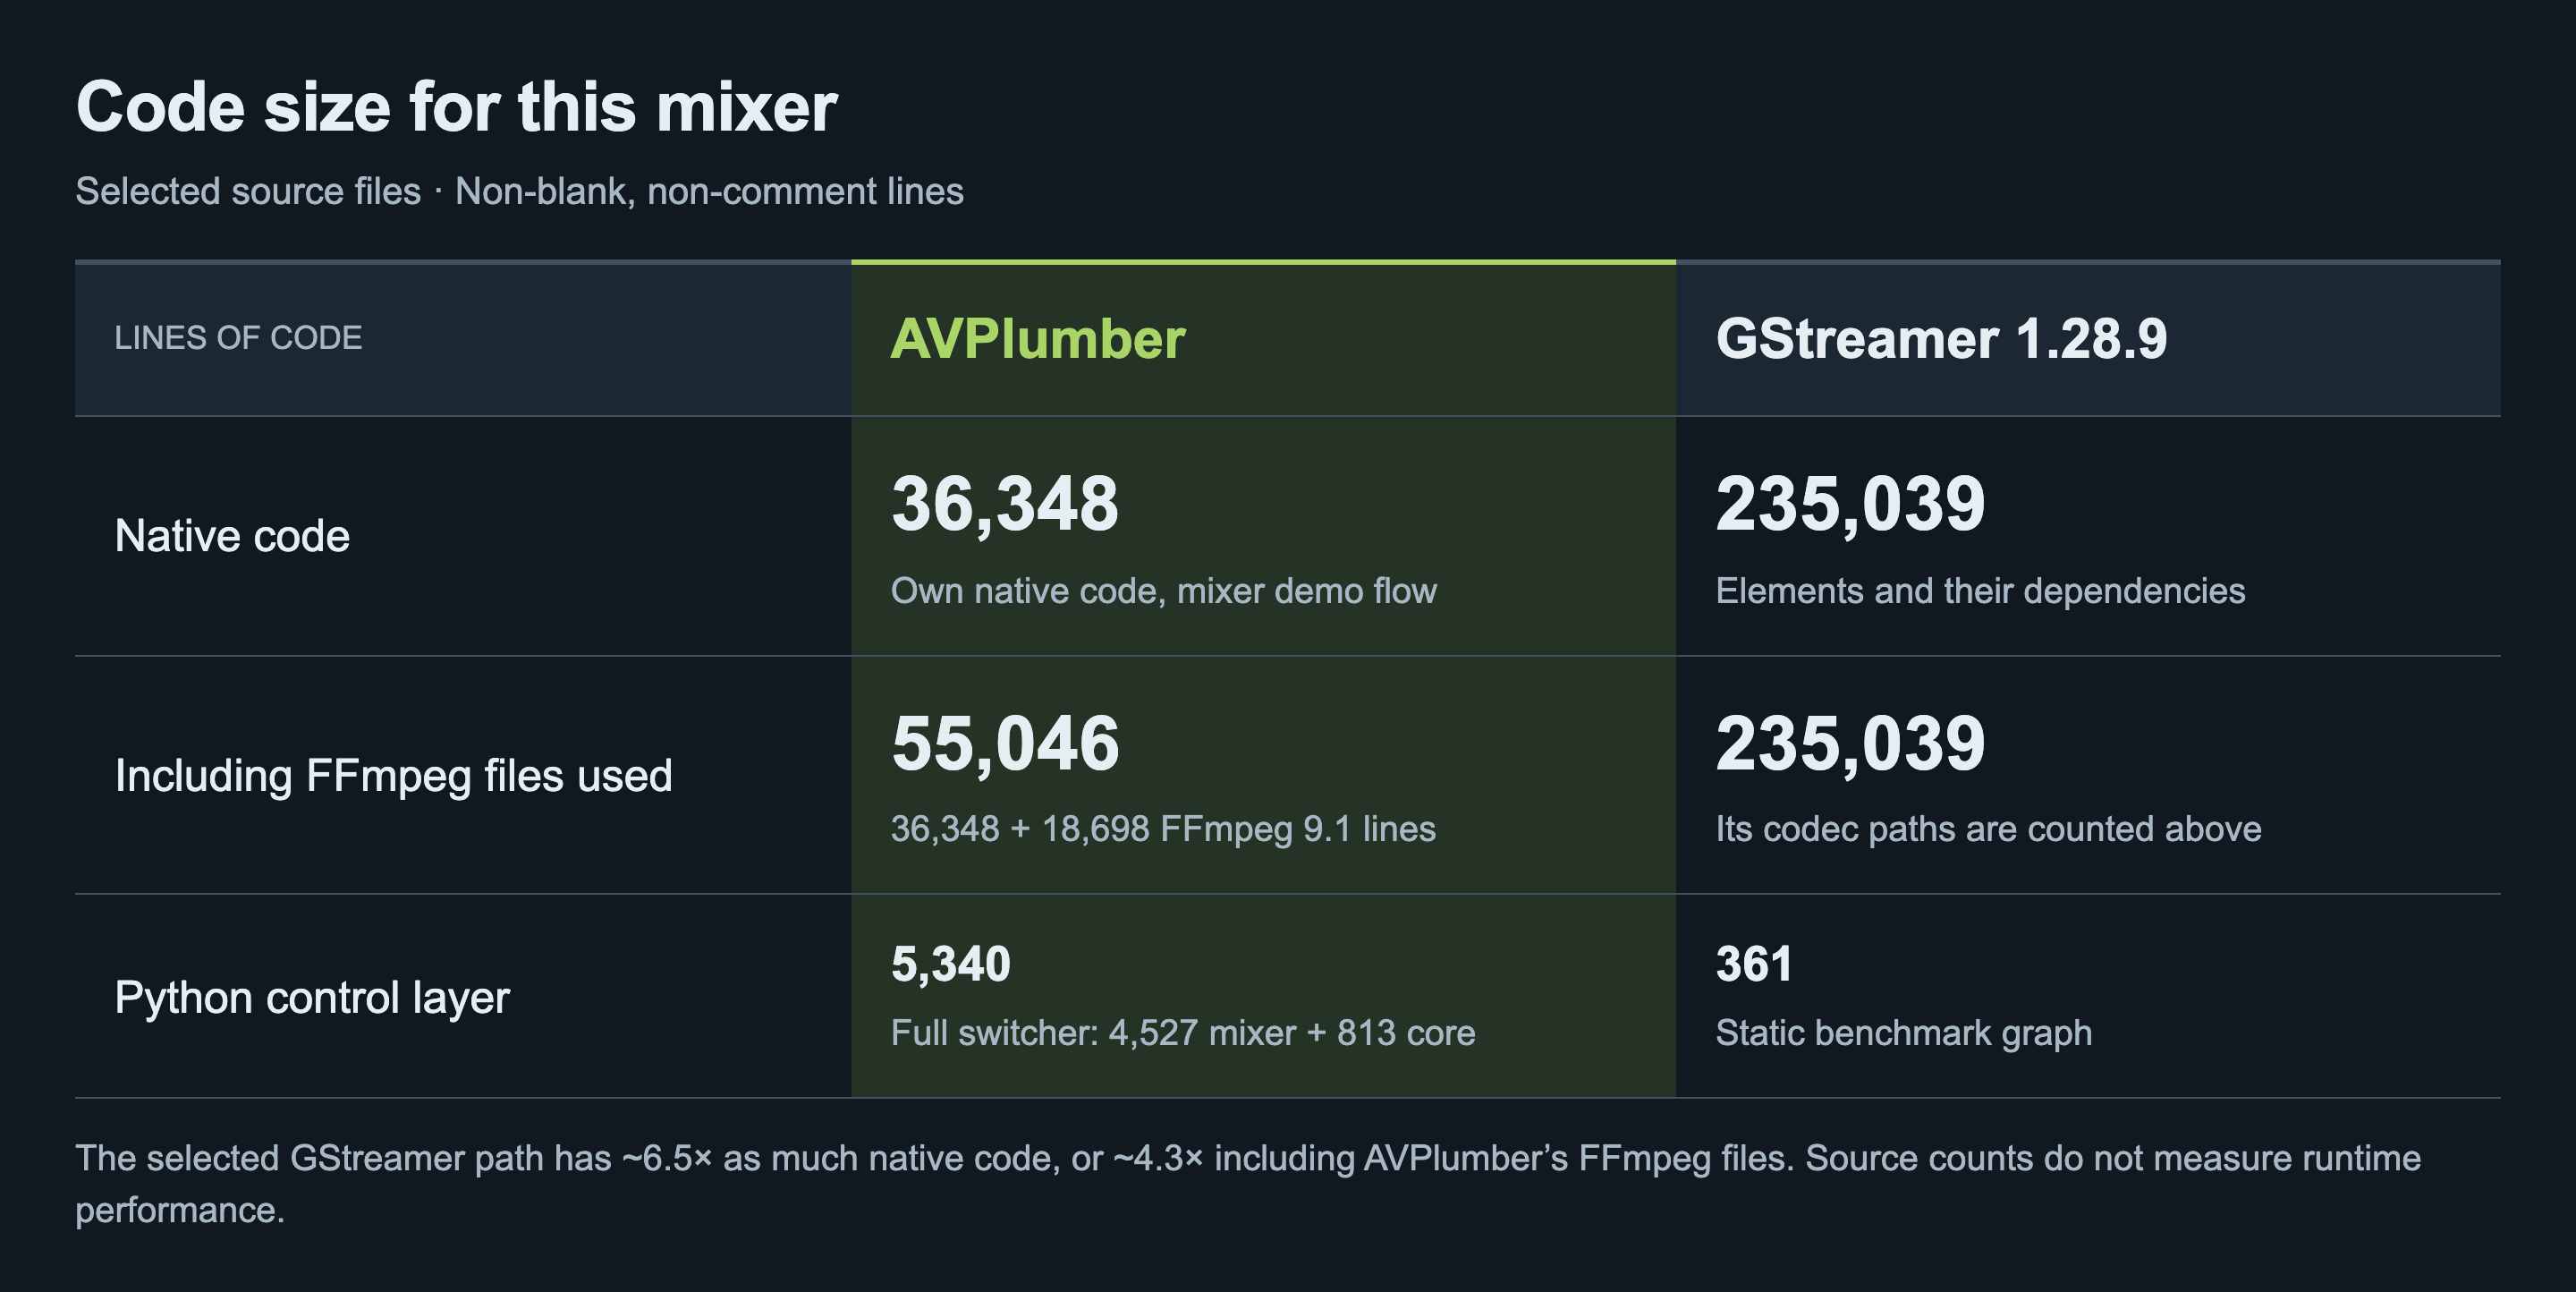 Code size for this mixer
Selected source files · Non-blank, non-comment lines
LINES OF CODE
AVPlumber
GStreamer 1.28.9
Native code
36,348
Own native code, mixer demo flow
235,039
Elements and their dependencies
Including FFmpeg files used
55,046
36,348 + 18,698 FFmpeg 9.1 lines
235,039
Its codec paths are counted above
Python control layer
5,340
Full switcher: 4,527 mixer + 813 core
361
Static benchmark graph
The selected GStreamer path has ~6.5× as much native code, or ~4.3× including AVPlumber’s FFmpeg files. Source counts do not measure runtime
performance.